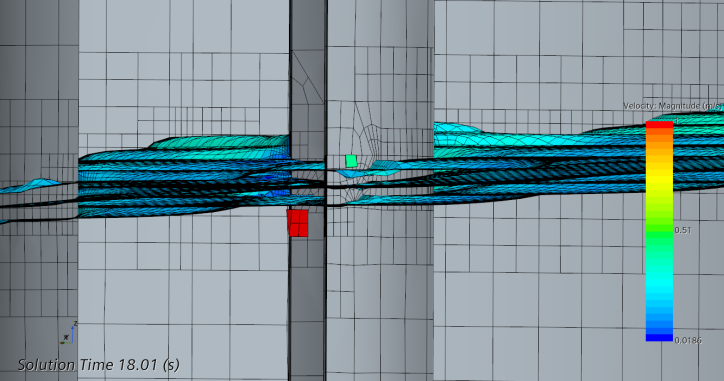 Velocity: Magnitude (m/s)
0.51
0.0186
Z
Solution Time 18.01 (s)